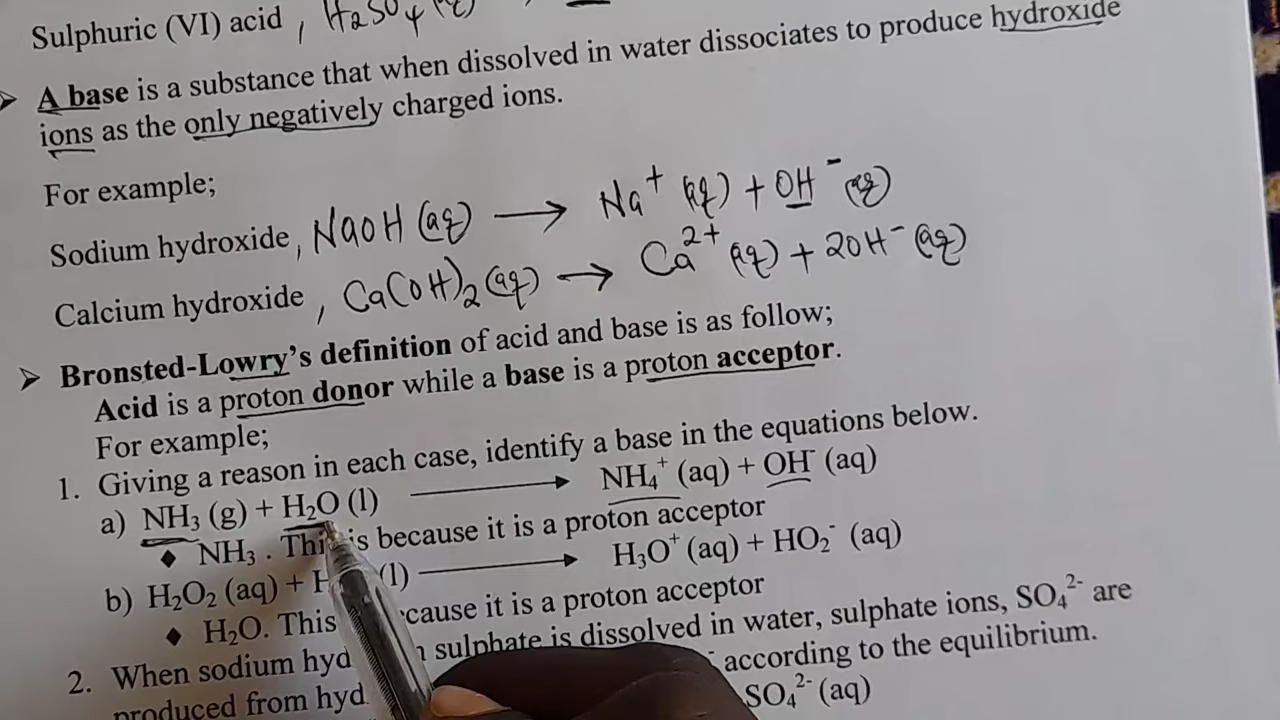 Sulphuric (VI) acid , H₂SO₄
➤ A base is a substance that when dissolved in water dissociates to produce hydroxide
ions as the only negatively charged ions.
For example;
Sodium hydroxide, NaOH (aq) → Na⁺ (aq) + OH⁻ (aq)
Calcium hydroxide , Ca(OH)₂ (aq) → Ca²⁺ (aq) + 2OH⁻ (aq)
➤ Bronsted-Lowry's definition of acid and base is as follow;
Acid is a proton donor while a base is a proton acceptor.
For example;
1. Giving a reason in each case, identify a base in the equations below.
a) NH₃ (g) + H₂O (l) → NH₄⁺ (aq) + OH⁻ (aq)
♦ NH₃ . This is because it is a proton acceptor
b) H₂O₂ (aq) + H (l) → H₃O⁺ (aq) + HO₂⁻ (aq)
♦ H₂O. This because it is a proton acceptor
2. When sodium hyd sulphate is dissolved in water, sulphate ions, SO₄²⁻ are
produced from hyd according to the equilibrium.
SO₄²⁻ (aq)